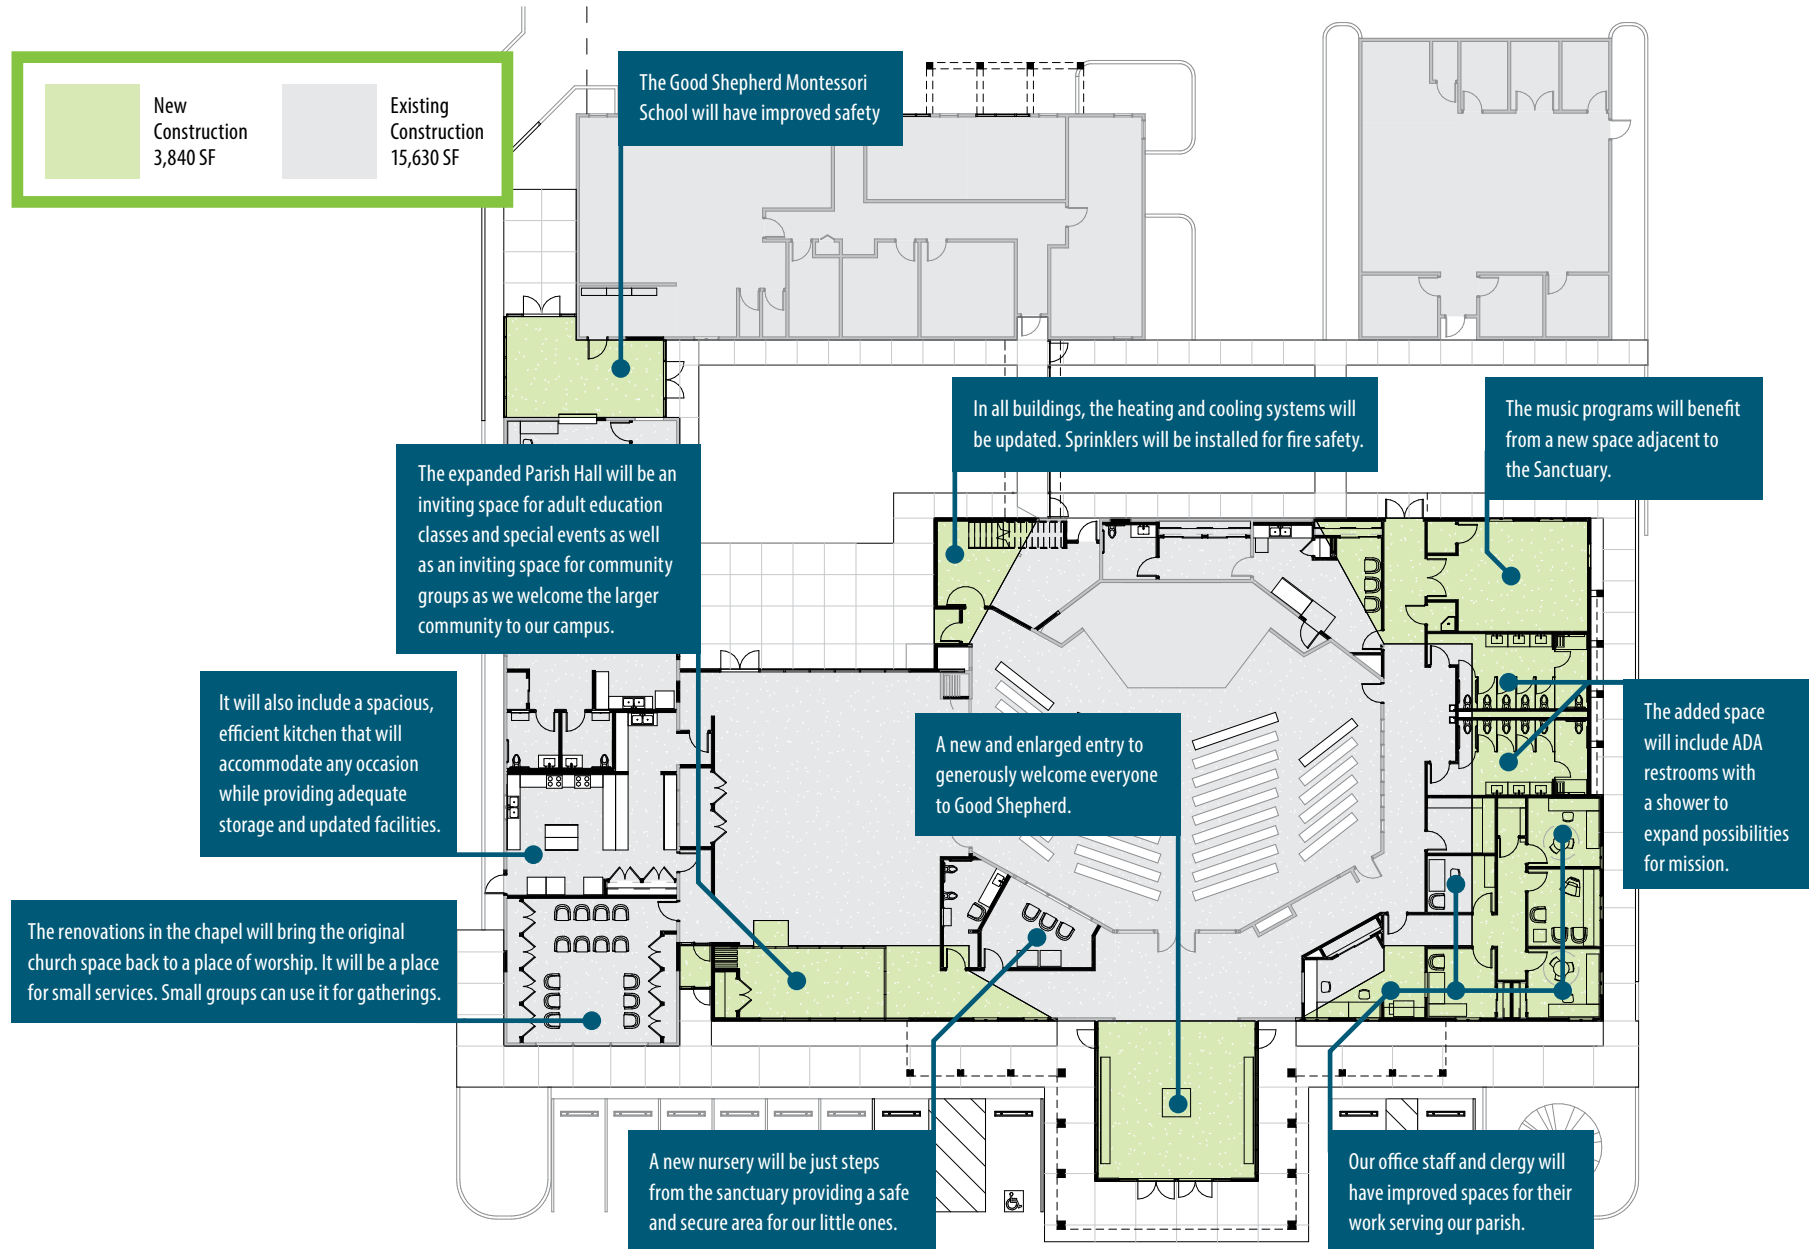 New
Construction
3,840 SF
Existing
Construction
15,630 SF
The Good Shepherd Montessori
School will have improved safety
In all buildings, the heating and cooling systems will
be updated. Sprinklers will be installed for fire safety.
The music programs will benefit
from a new space adjacent to
the Sanctuary.
The expanded Parish Hall will be an
inviting space for adult education
classes and special events as well
as an inviting space for community
groups as we welcome the larger
community to our campus.
It will also include a spacious,
efficient kitchen that will
accommodate any occasion
while providing adequate
storage and updated facilities.
A new and enlarged entry to
generously welcome everyone
to Good Shepherd.
The added space
will include ADA
restrooms with
a shower to
expand possibilities
for mission.
The renovations in the chapel will bring the original
church space back to a place of worship. It will be a place
for small services. Small groups can use it for gatherings.
A new nursery will be just steps
from the sanctuary providing a safe
and secure area for our little ones.
Our office staff and clergy will
have improved spaces for their
work serving our parish.